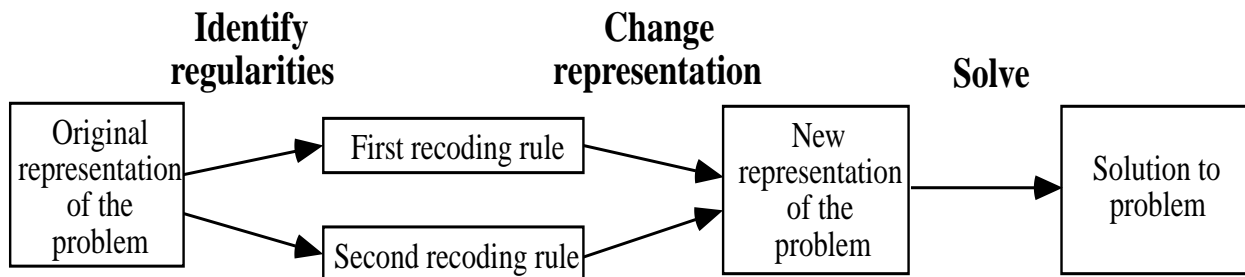 Identify
regularities
Change
representation
Solve
Original
representation
of the
problem
First recoding rule
Second recoding rule
New
representation
of the
problem
Solution to
problem